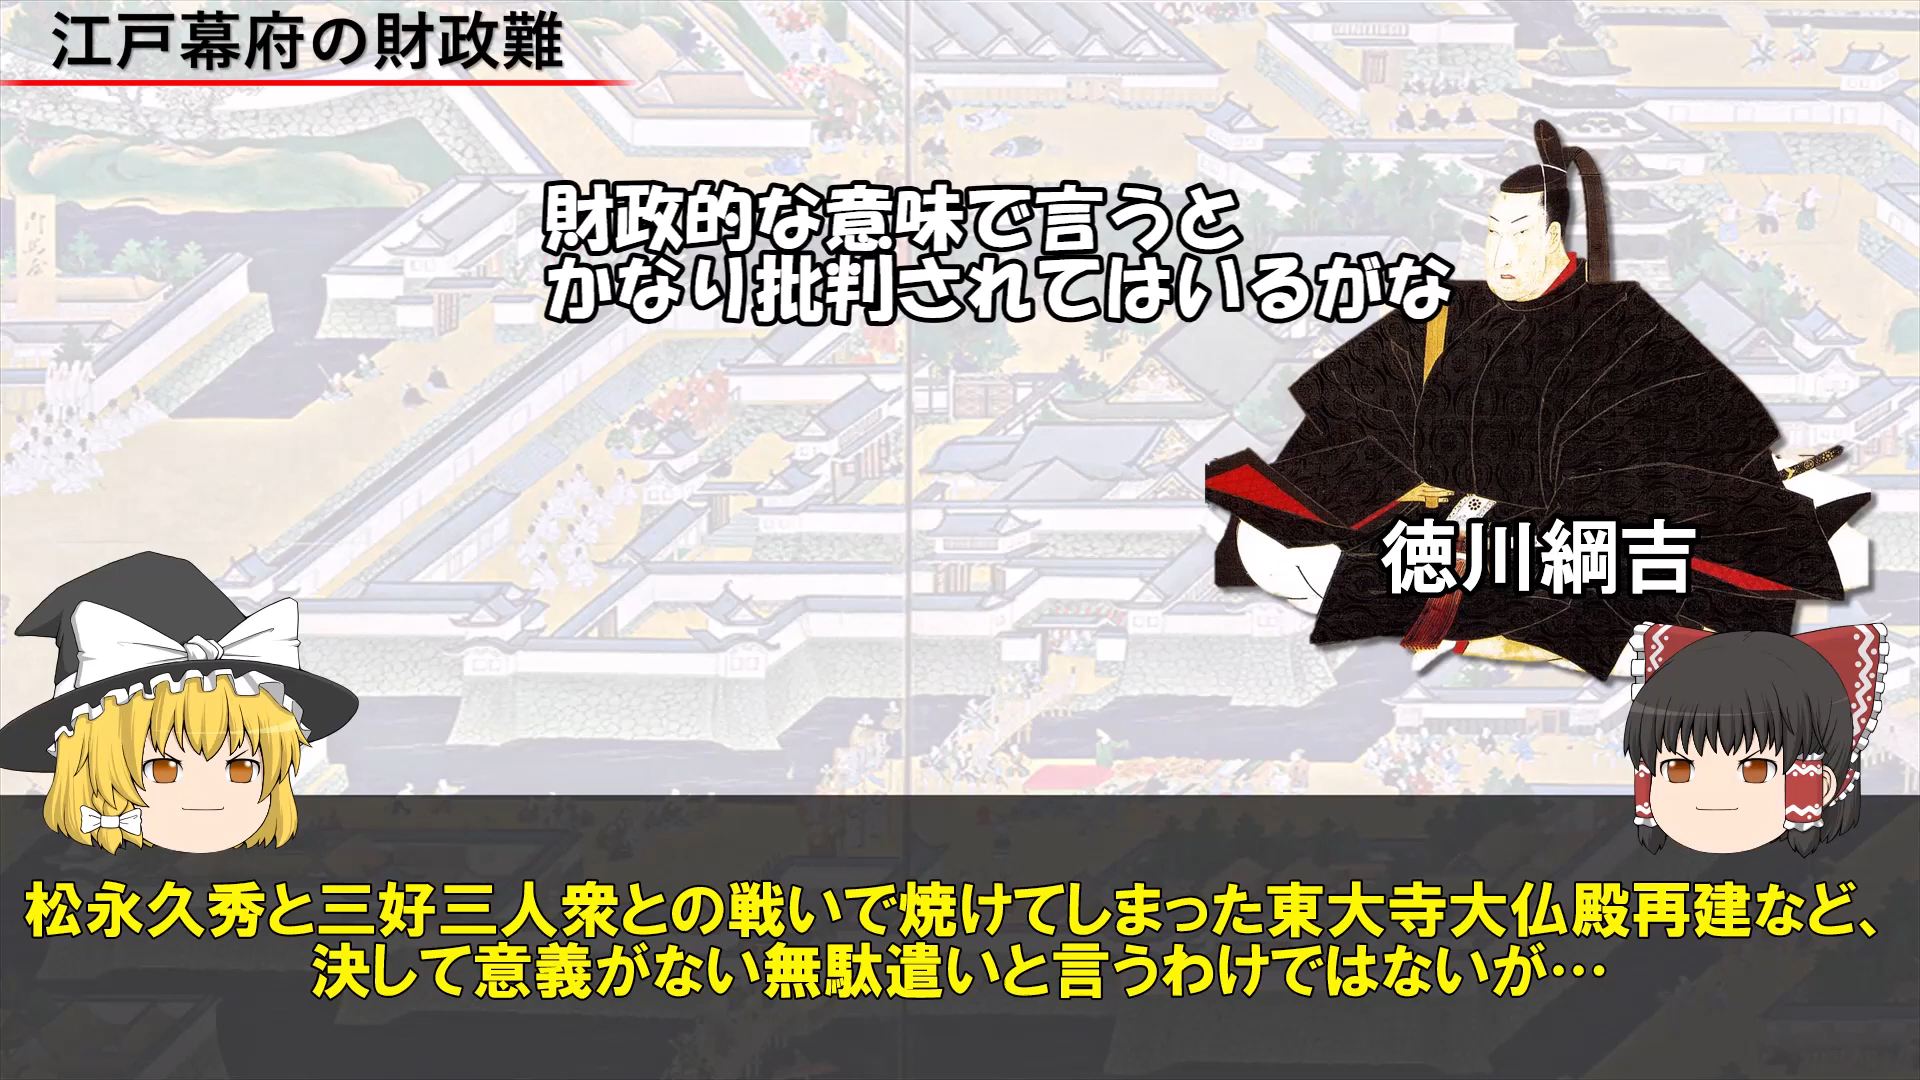 江戸幕府の財政難
財政的な意味で言うと
かなり批判されてはいるがな
徳川綱吉
松永久秀と三好三人衆との戦いで焼けてしまった東大寺大仏殿再建など、
決して意義がない無駄遣いと言うわけではないが…